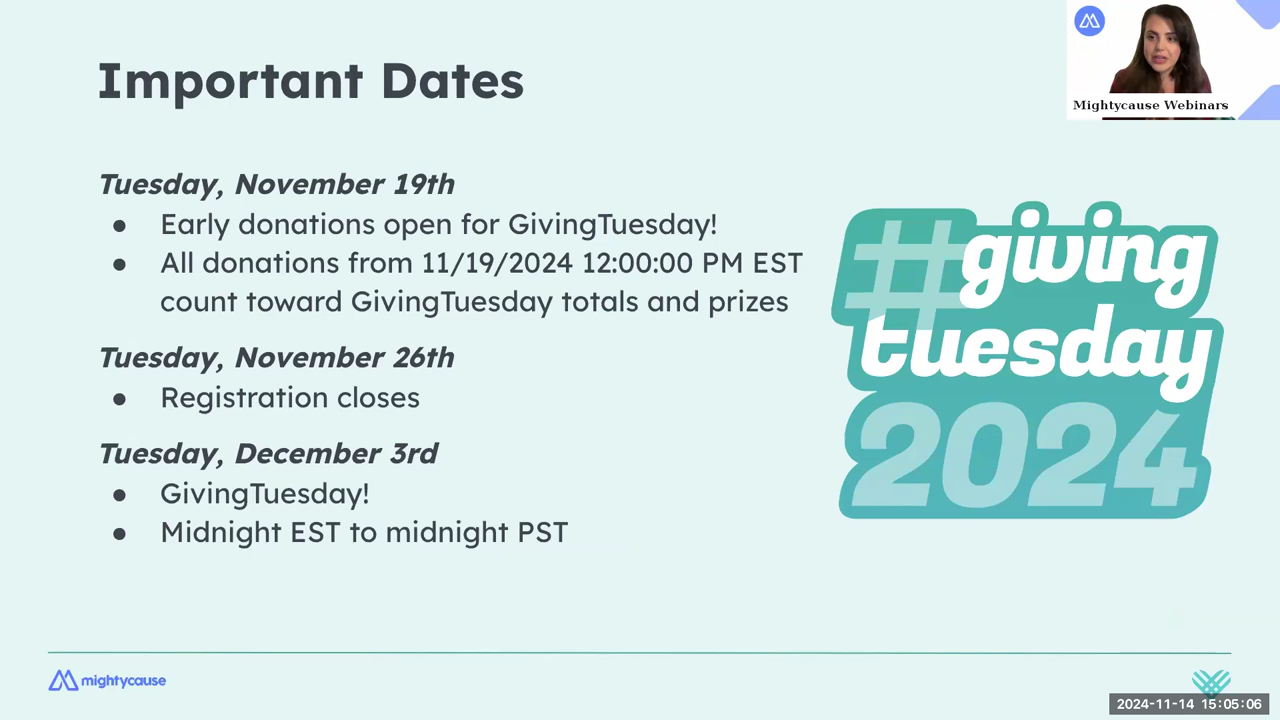 Important Dates
Mightycause Webinars
Tuesday, November 19th
● Early donations open for GivingTuesday!
● All donations from 11/19/2024 12:00:00 PM EST
count toward GivingTuesday totals and prizes
Tuesday, November 26th
● Registration closes
Tuesday, December 3rd
● GivingTuesday!
● Midnight EST to midnight PST
#giving
tuesday
2024
mightycause
2024-11-14 15:05:06